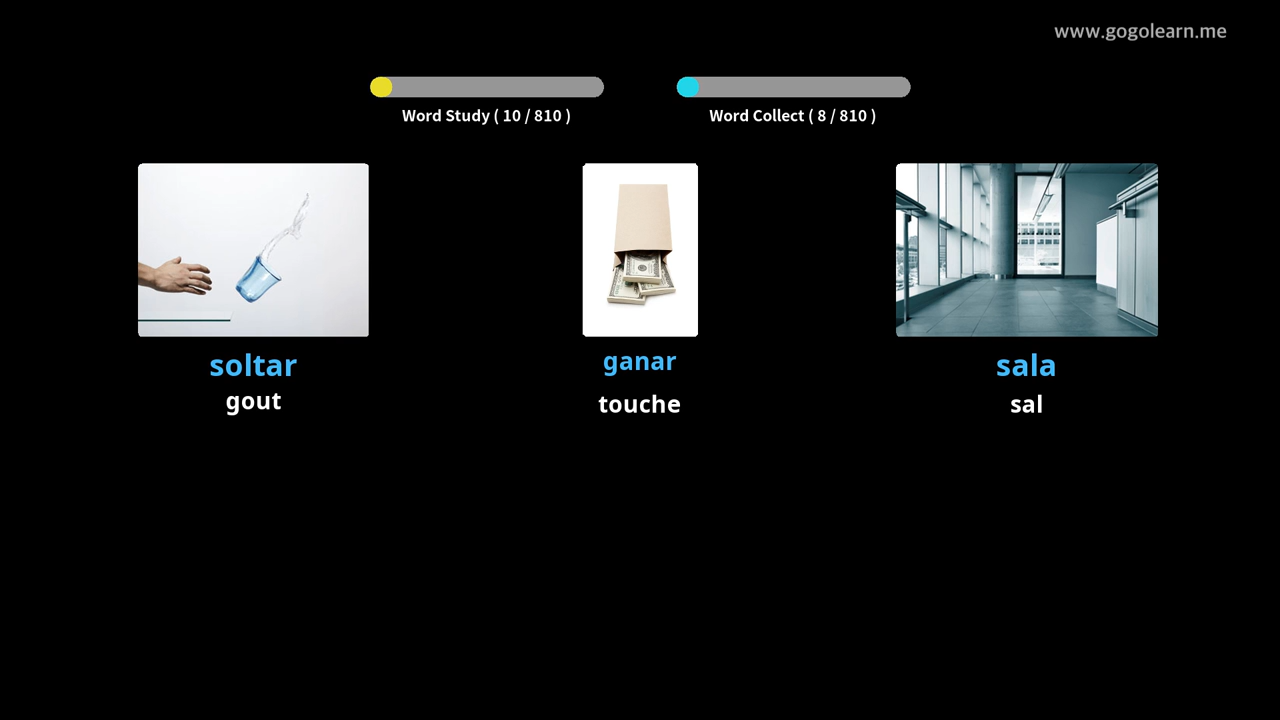 www.gogolearn.me
Word Study ( 10 / 810 )
Word Collect ( 8 / 810 )
soltar
gout
ganar
touche
sala
sal